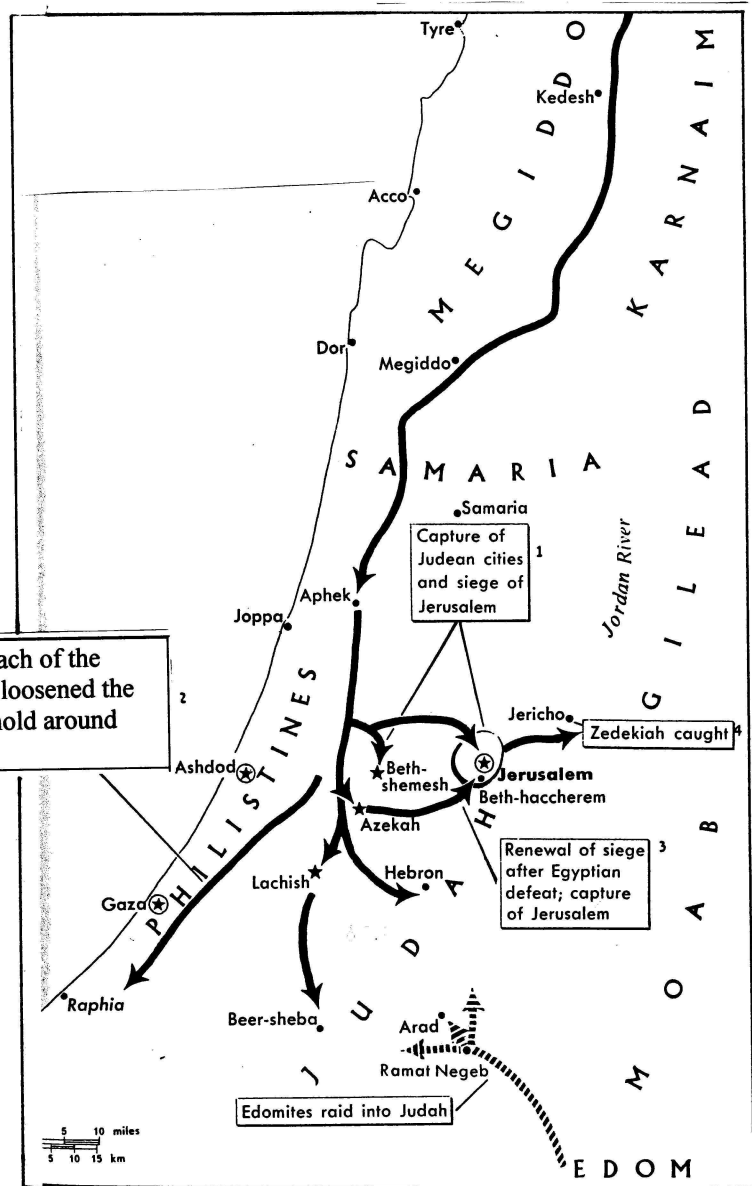 Tyre
Kedesh
MEGIDDO
KARNAIM
Acco
Dor
Megiddo
SAMARIA
Samaria
Capture of
Judean cities
and siege of
Jerusalem
1
Jordan River
GILEAD
Aphek
Joppa
ach of the
loosened the
hold around
2
PHILISTINES
Jericho
Zedekiah caught
4
Ashdod
Beth-
shemesh
Jerusalem
Beth-haccherem
Azekah
JUDAH
Renewal of siege
after Egyptian
defeat; capture
of Jerusalem
3
MOAB
Lachish
Hebron
Gaza
Raphia
Beer-sheba
Arad
Ramat Negeb
Edomites raid into Judah
5 10 miles
5 10 15 km
EDOM